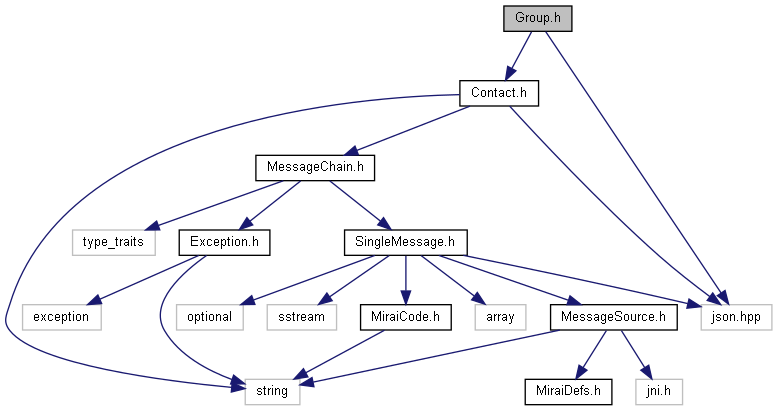 Group.h
Contact.h
MessageChain.h
type_traits
Exception.h
SingleMessage.h
exception
optional
sstream
MiraiCode.h
array
MessageSource.h
json.hpp
string
MiraiDefs.h
jni.h